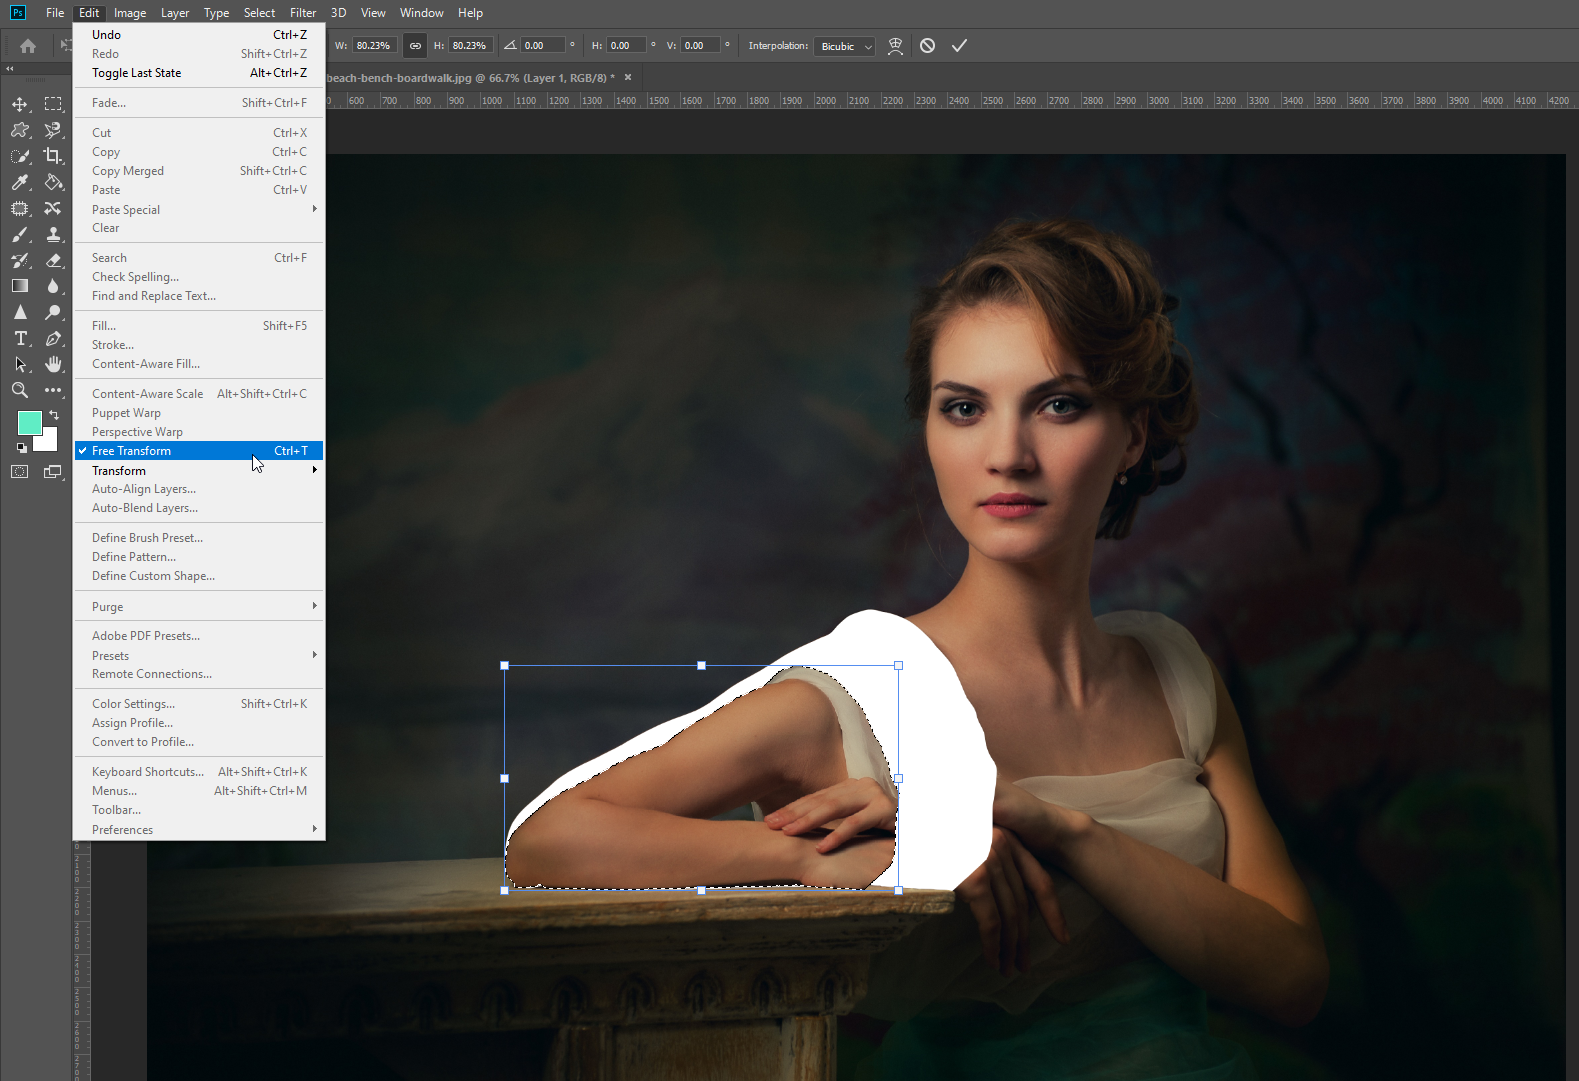 Ps File Edit Image Layer Type Select Filter 3D View Window Help
W: 80.23% H: 80.23% 0.00 ° H: 0.00 ° V: 0.00 ° Interpolation: Bicubic
beach-bench-boardwalk.jpg @ 66.7% (Layer 1, RGB/8) * ×
0 600 700 800 900 1000 1100 1200 1300 1400 1500 1600 1700 1800 1900 2000 2100 2200 2300 2400 2500 2600 2700 2800 2900 3000 3100 3200 3300 3400 3500 3600 3700 3800 3900 4000 4100 4200
Undo Ctrl+Z
Redo Shift+Ctrl+Z
Toggle Last State Alt+Ctrl+Z
Fade... Shift+Ctrl+F
Cut Ctrl+X
Copy Ctrl+C
Copy Merged Shift+Ctrl+C
Paste Ctrl+V
Paste Special
Clear
Search Ctrl+F
Check Spelling...
Find and Replace Text...
Fill... Shift+F5
Stroke...
Content-Aware Fill...
Content-Aware Scale Alt+Shift+Ctrl+C
Puppet Warp
Perspective Warp
Free Transform Ctrl+T
Transform
Auto-Align Layers...
Auto-Blend Layers...
Define Brush Preset...
Define Pattern...
Define Custom Shape...
Purge
Adobe PDF Presets...
Presets
Remote Connections...
Color Settings... Shift+Ctrl+K
Assign Profile...
Convert to Profile...
Keyboard Shortcuts... Alt+Shift+Ctrl+K
Menus... Alt+Shift+Ctrl+M
Toolbar...
Preferences
2100
2200
2300
2400
2500
2600
2700